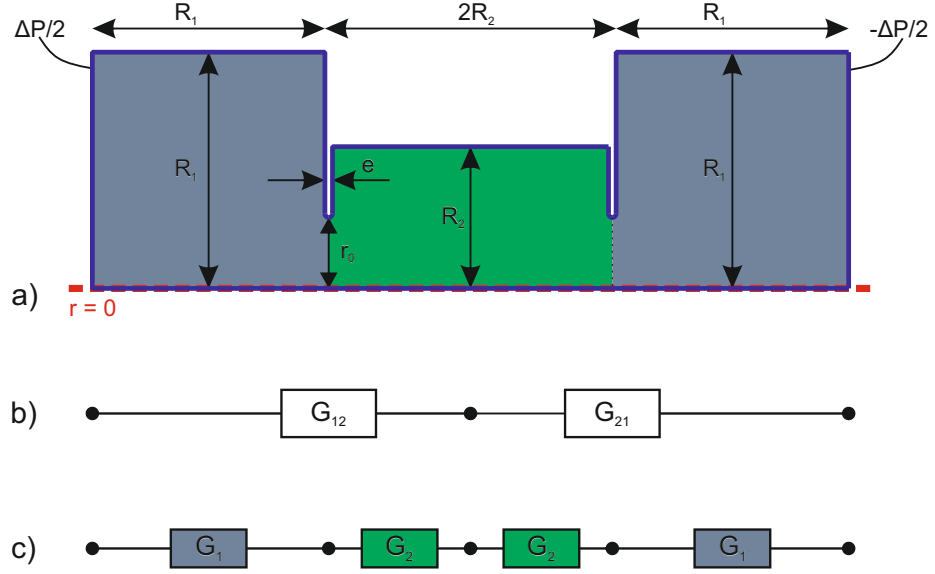 R₁ 2R₂ R₁
ΔP/2 -ΔP/2
R₁ e R₂ R₁
r₀
a)
r = 0
b) G₁₂ G₂₁
c) G₁ G₂ G₂ G₁